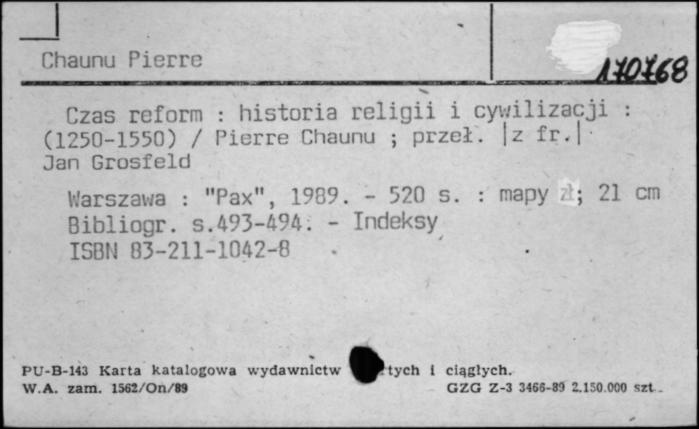 Chaunu Pierre
170768
Czas reform : historia religii i cywilizacji :
(1250-1550) / Pierre Chaunu ; przeł. |z fr.|
Jan Grosfeld
Warszawa : "Pax", 1989. - 520 s. : mapy zł; 21 cm
Bibliogr. s.493-494. - Indeksy
ISBN 83-211-1042-8
PU-B-143 Karta katalogowa wydawnictw tych i ciągłych.
W.A. zam. 1562/On/89 GZG Z-3 3466-89 2.150.000 szt.